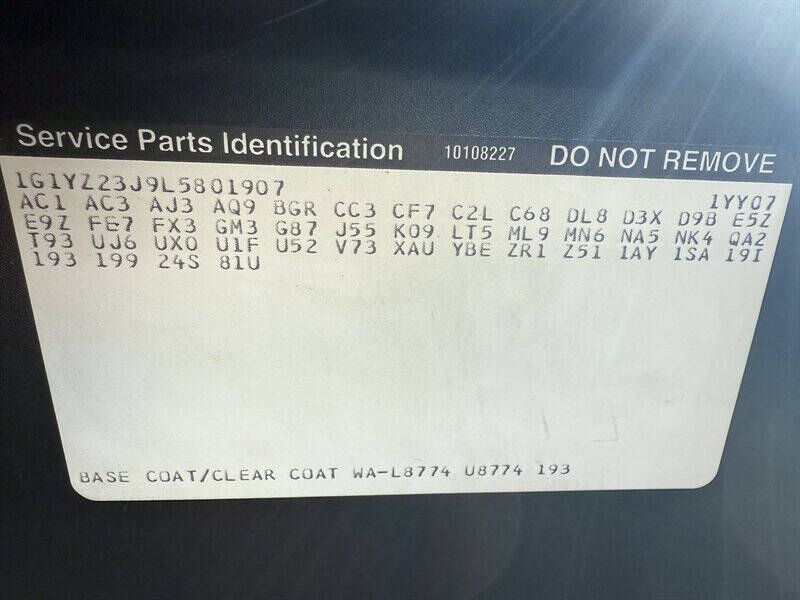 Service Parts Identification 10108227 DO NOT REMOVE
1G1YZ23J9L5801907 1YY07
AC1 AC3 AJ3 AQ9 BGR CC3 CF7 C2L C68 DL8 D3X D9B E5Z
E9Z FE7 FX3 GM3 G87 J55 K09 LT5 ML9 MN6 NA5 NK4 QA2
T93 UJ6 UX0 U1F U52 V73 XAU YBE ZR1 Z51 1AY 1SA 19I
193 199 24S 81U
BASE COAT/CLEAR COAT WA-L8774 U8774 193